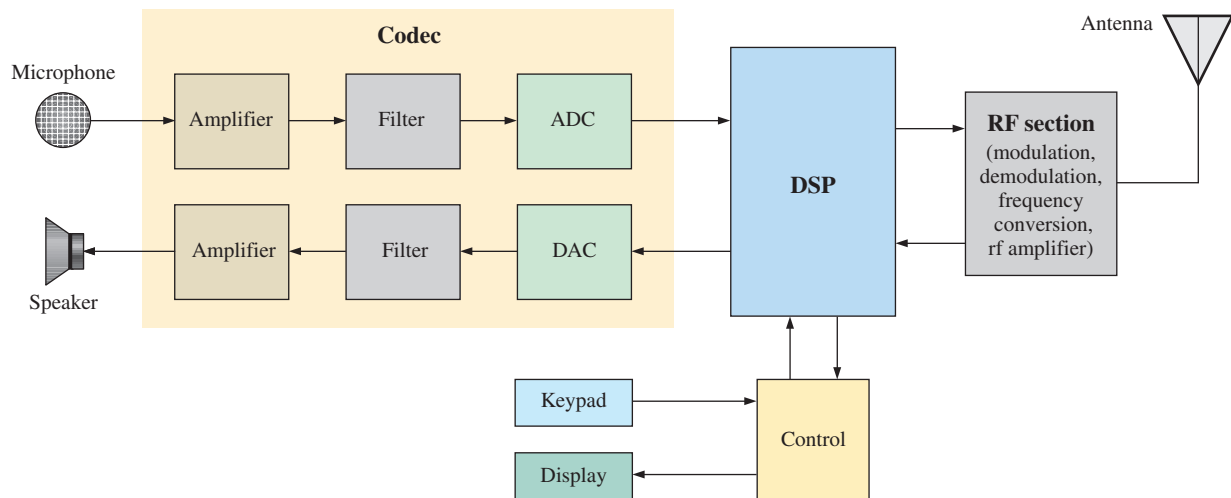 Codec
Microphone
Amplifier
Filter
ADC
Speaker
Amplifier
Filter
DAC
DSP
RF section
(modulation,
demodulation,
frequency
conversion,
rf amplifier)
Antenna
Keypad
Display
Control